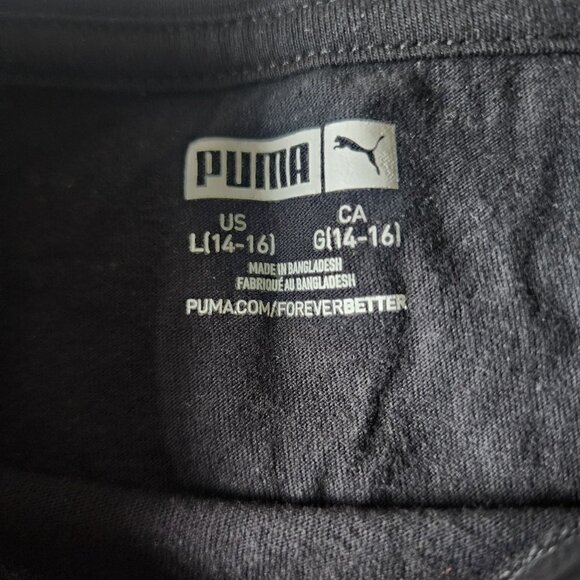 PUMA
US CA
L(14-16) G(14-16)
MADE IN BANGLADESH
FABRIQUÉ AU BANGLADESH
PUMA.COM/FOREVERBETTER